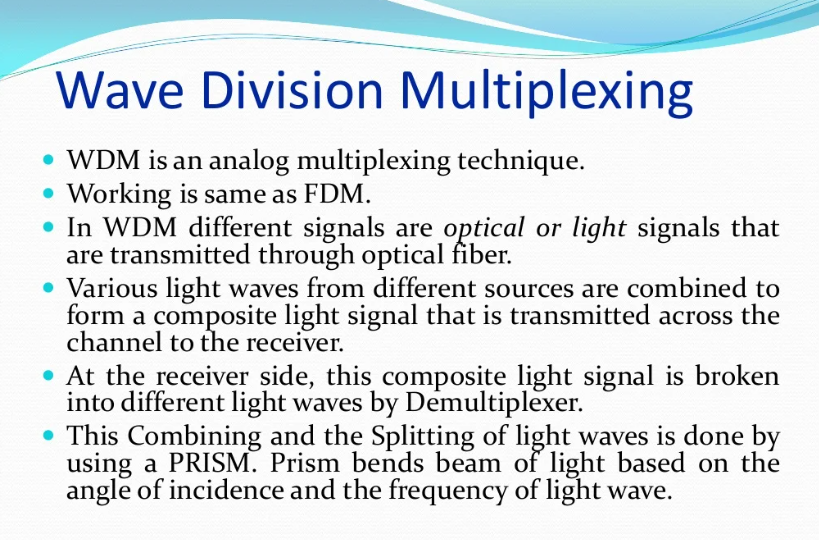 Wave Division Multiplexing
• WDM is an analog multiplexing technique.
• Working is same as FDM.
• In WDM different signals are optical or light signals that
are transmitted through optical fiber.
• Various light waves from different sources are combined to
form a composite light signal that is transmitted across the
channel to the receiver.
• At the receiver side, this composite light signal is broken
into different light waves by Demultiplexer.
• This Combining and the Splitting of light waves is done by
using a PRISM. Prism bends beam of light based on the
angle of incidence and the frequency of light wave.